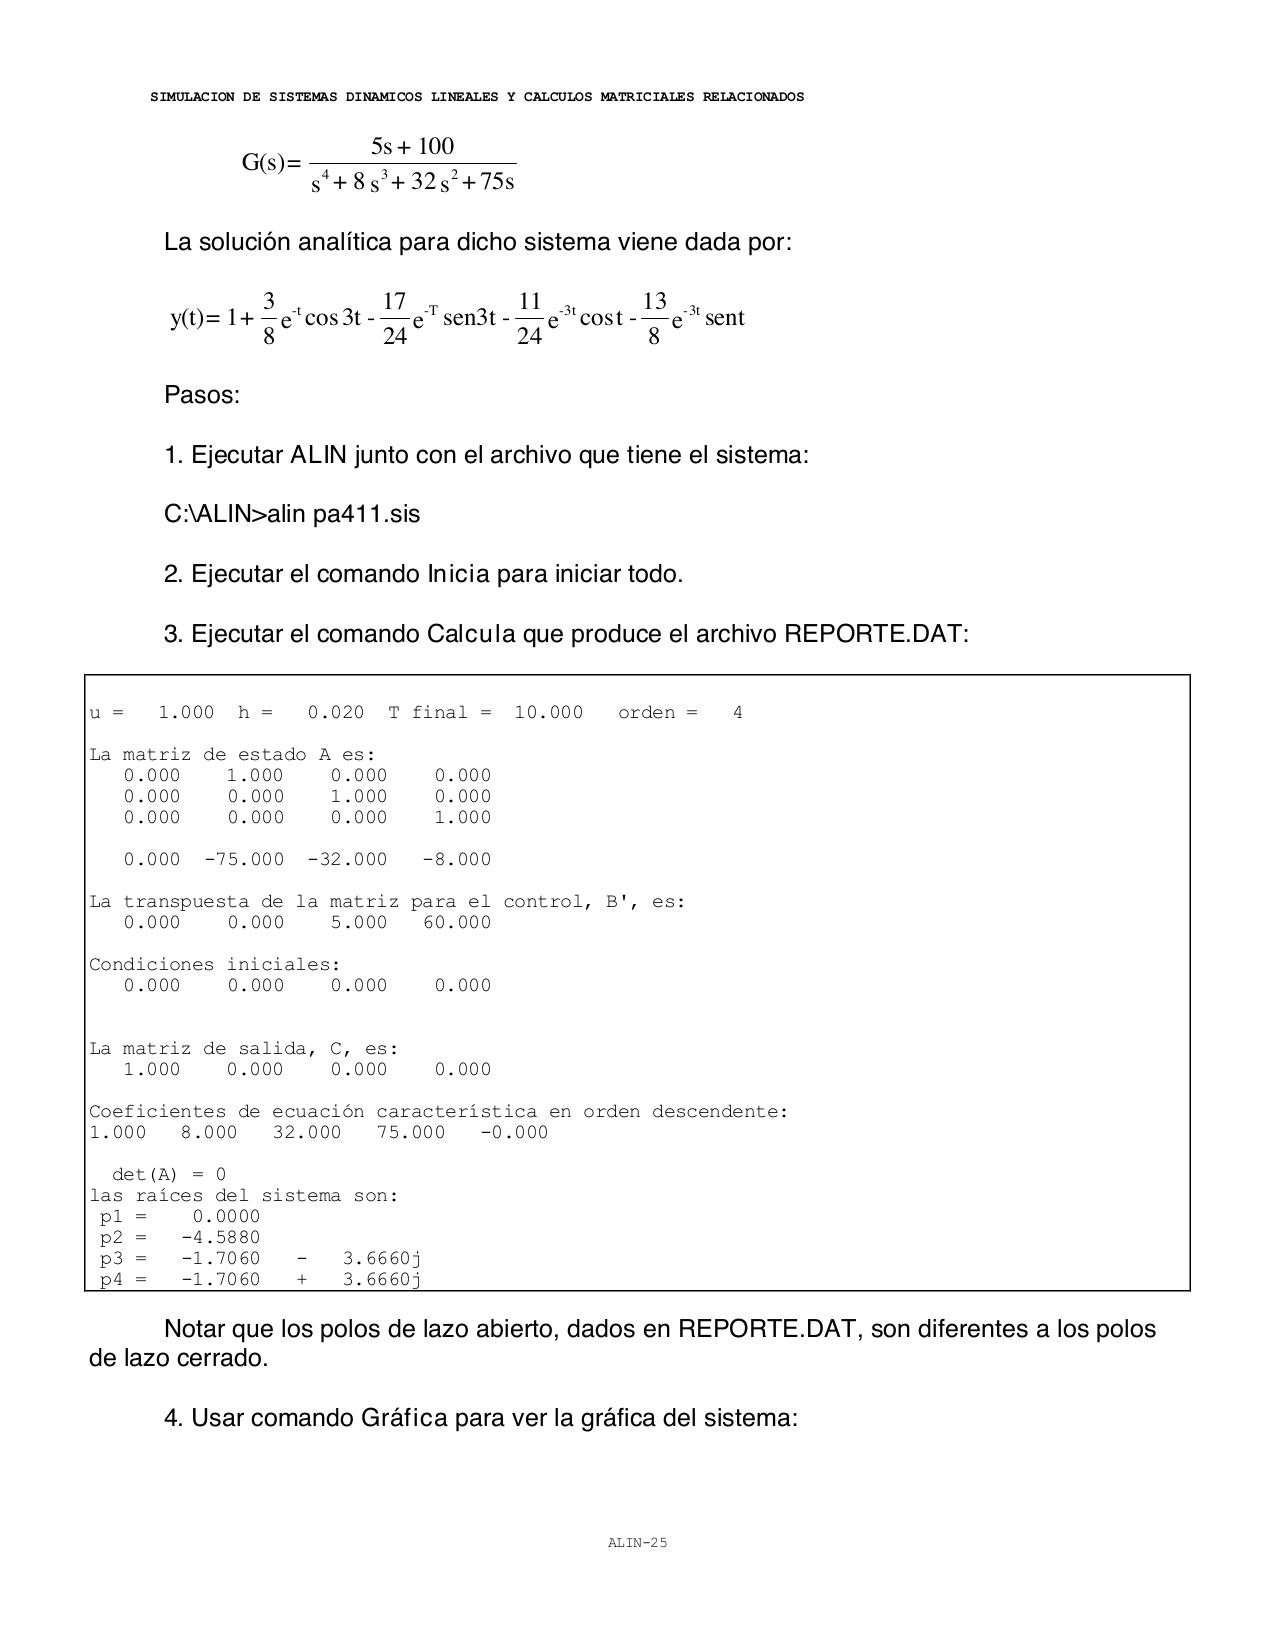 SIMULACION DE SISTEMAS DINAMICOS LINEALES Y CALCULOS MATRICIALES RELACIONADOS
G(s) = (5s + 100) / (s^4 + 8 s^3 + 32 s^2 + 75s)
La solución analítica para dicho sistema viene dada por:
y(t) = 1 + 3/8 e^-t cos 3t - 17/24 e^-T sen3t - 11/24 e^-3t cos t - 13/8 e^-3t sent
Pasos:
1. Ejecutar ALIN junto con el archivo que tiene el sistema:
C:\ALIN>alin pa411.sis
2. Ejecutar el comando Inicia para iniciar todo.
3. Ejecutar el comando Calcula que produce el archivo REPORTE.DAT:
u =   1.000  h =   0.020  T final =  10.000   orden =   4
La matriz de estado A es:
0.000    1.000    0.000    0.000
0.000    0.000    1.000    0.000
0.000    0.000    0.000    1.000
0.000  -75.000  -32.000   -8.000
La transpuesta de la matriz para el control, B', es:
0.000    0.000    5.000   60.000
Condiciones iniciales:
0.000    0.000    0.000    0.000
La matriz de salida, C, es:
1.000    0.000    0.000    0.000
Coeficientes de ecuación característica en orden descendente:
1.000   8.000   32.000   75.000   -0.000
det(A) = 0
las raíces del sistema son:
p1 =    0.0000
p2 =   -4.5880
p3 =   -1.7060   -   3.6660j
p4 =   -1.7060   +   3.6660j
Notar que los polos de lazo abierto, dados en REPORTE.DAT, son diferentes a los polos
de lazo cerrado.
4. Usar comando Gráfica para ver la gráfica del sistema:
ALIN-25